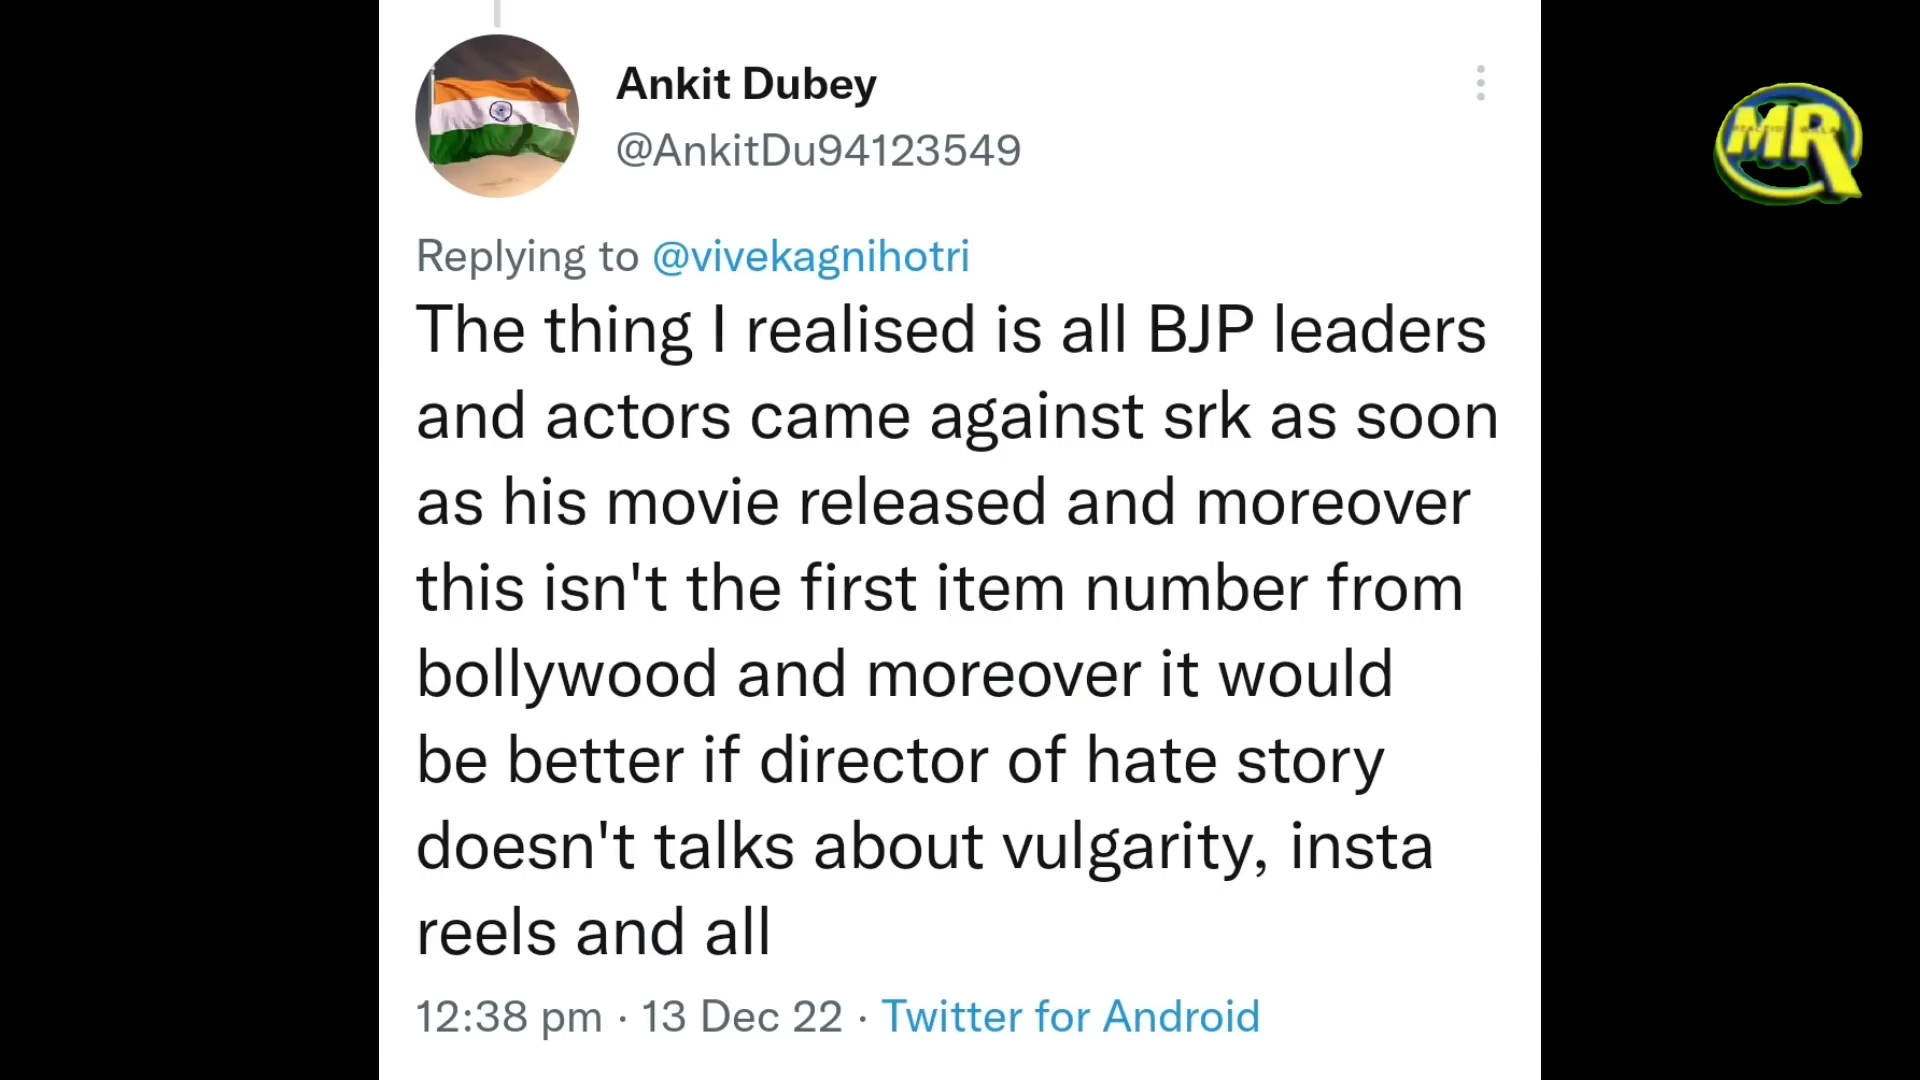 Ankit Dubey
@AnkitDu94123549
MR
Replying to @vivekagnihotri
The thing I realised is all BJP leaders
and actors came against srk as soon
as his movie released and moreover
this isn't the first item number from
bollywood and moreover it would
be better if director of hate story
doesn't talks about vulgarity, insta
reels and all
12:38 pm · 13 Dec 22 · Twitter for Android